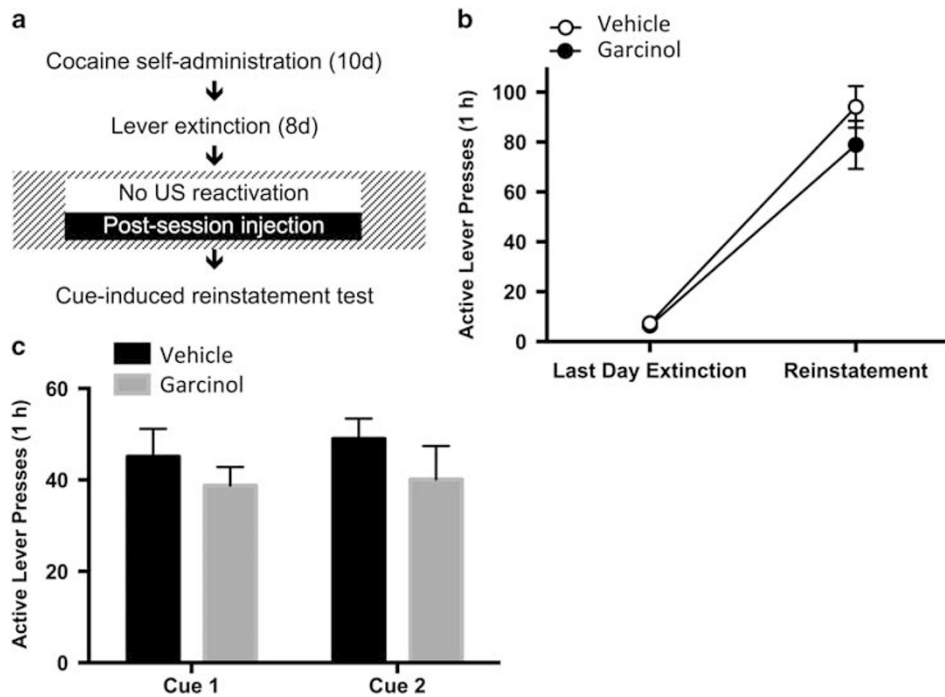 a
Cocaine self-administration (10d)
Lever extinction (8d)
No US reactivation
Post-session injection
Cue-induced reinstatement test
b
Vehicle
Garcinol
Active Lever Presses (1 h)
100
80
60
40
20
0
Last Day Extinction
Reinstatement
c
Vehicle
Garcinol
Active Lever Presses (1 h)
60
40
20
0
Cue 1
Cue 2